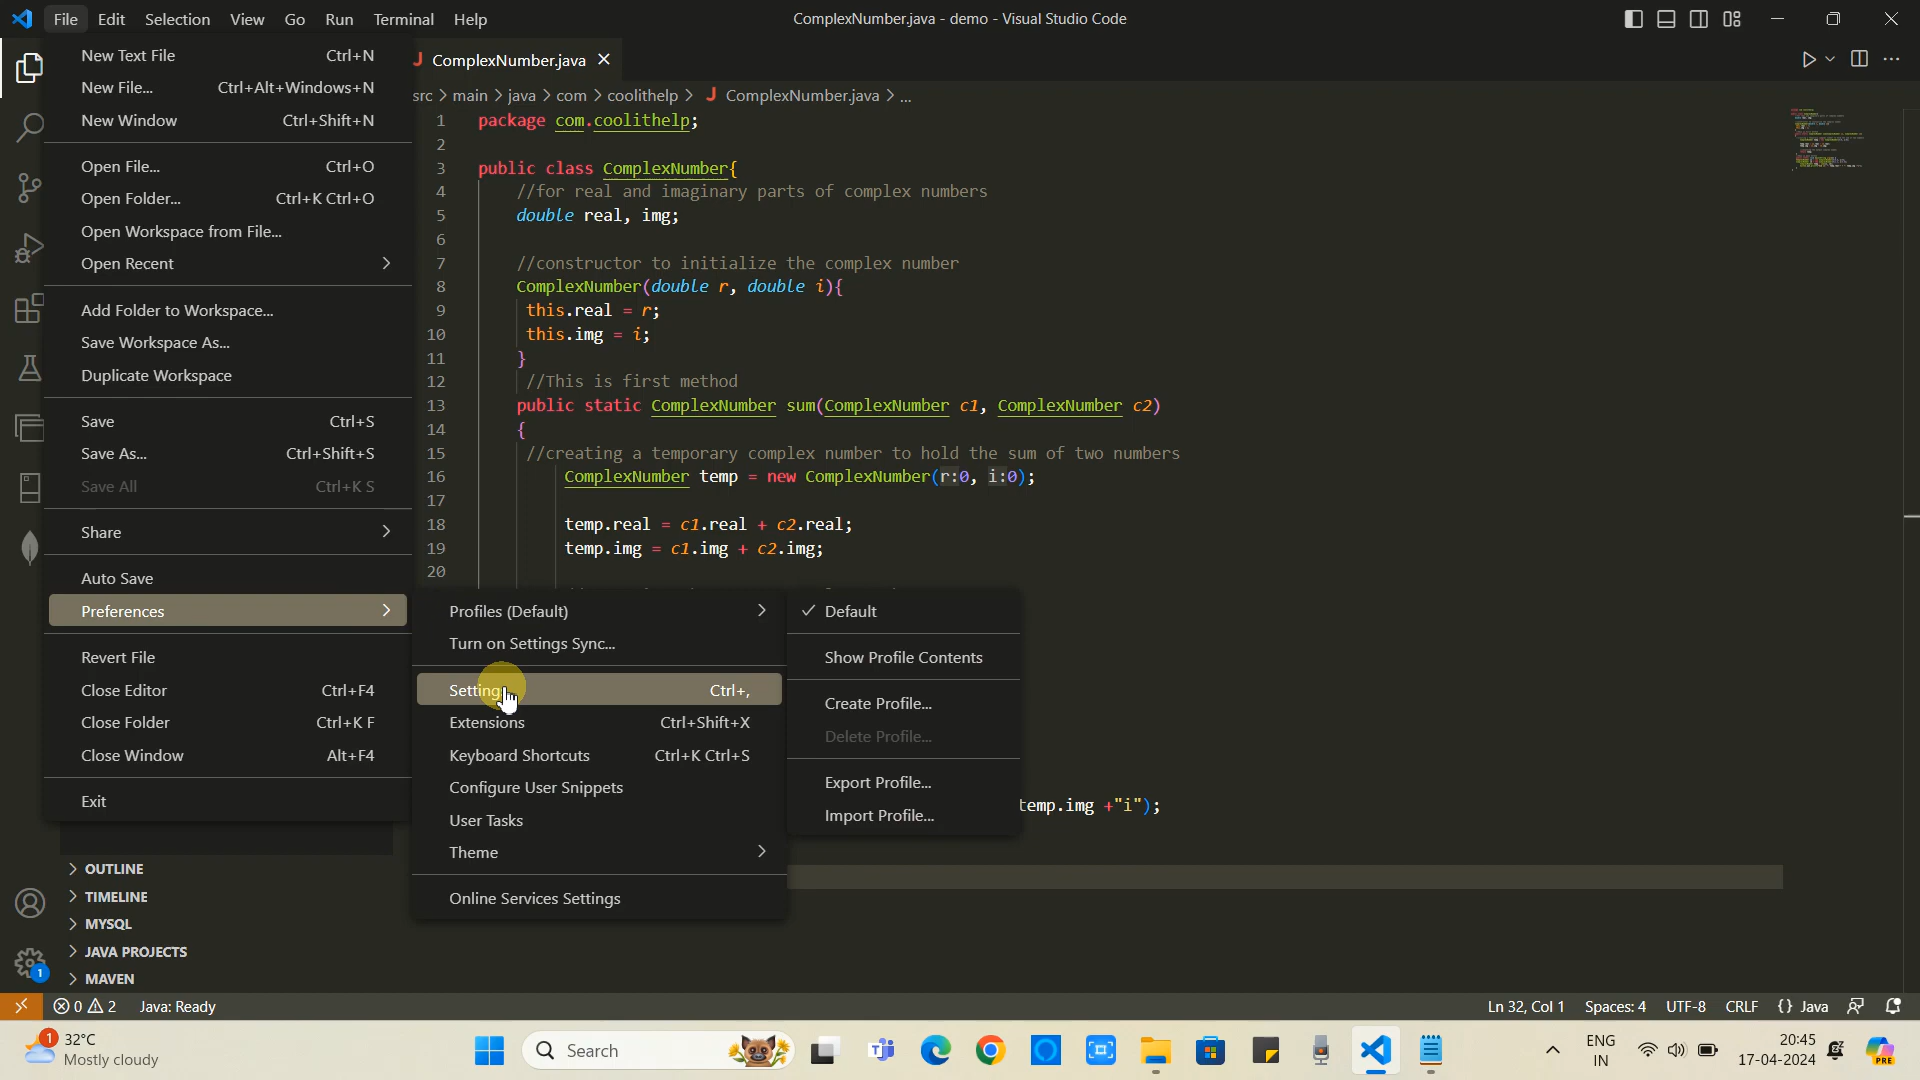 File Edit Selection View Go Run Terminal Help
ComplexNumber.java - demo - Visual Studio Code
New Text File Ctrl+N
New File... Ctrl+Alt+Windows+N
New Window Ctrl+Shift+N
Open File... Ctrl+O
Open Folder... Ctrl+K Ctrl+O
Open Workspace from File...
Open Recent
Add Folder to Workspace...
Save Workspace As...
Duplicate Workspace
Save Ctrl+S
Save As... Ctrl+Shift+S
Save All Ctrl+K S
Share
Auto Save
Preferences
Revert File
Close Editor Ctrl+F4
Close Folder Ctrl+K F
Close Window Alt+F4
Exit
Profiles (Default)
Turn on Settings Sync...
Settings Ctrl+,
Extensions Ctrl+Shift+X
Keyboard Shortcuts Ctrl+K Ctrl+S
Configure User Snippets
User Tasks
Theme
Online Services Settings
Default
Show Profile Contents
Create Profile...
Delete Profile...
Export Profile...
Import Profile...
J ComplexNumber.java
src > main > java > com > coolithelp > J ComplexNumber.java > ...
1 package com.coolithelp;
2
3 public class ComplexNumber{
4 //for real and imaginary parts of complex numbers
5 double real, img;
6
7 //constructor to initialize the complex number
8 ComplexNumber(double r, double i){
9 this.real = r;
10 this.img = i;
11 }
12 //This is first method
13 public static ComplexNumber sum(ComplexNumber c1, ComplexNumber c2)
14 {
15 //creating a temporary complex number to hold the sum of two numbers
16 ComplexNumber temp = new ComplexNumber(r:0, i:0);
17
18 temp.real = c1.real + c2.real;
19 temp.img = c1.img + c2.img;
20
temp.img +"i");
OUTLINE
TIMELINE
MYSQL
JAVA PROJECTS
MAVEN
1
0 2 Java: Ready
Ln 32, Col 1 Spaces: 4 UTF-8 CRLF {} Java
1 32°C
Mostly cloudy
Search
ENG
IN
20:45
17-04-2024
PRE